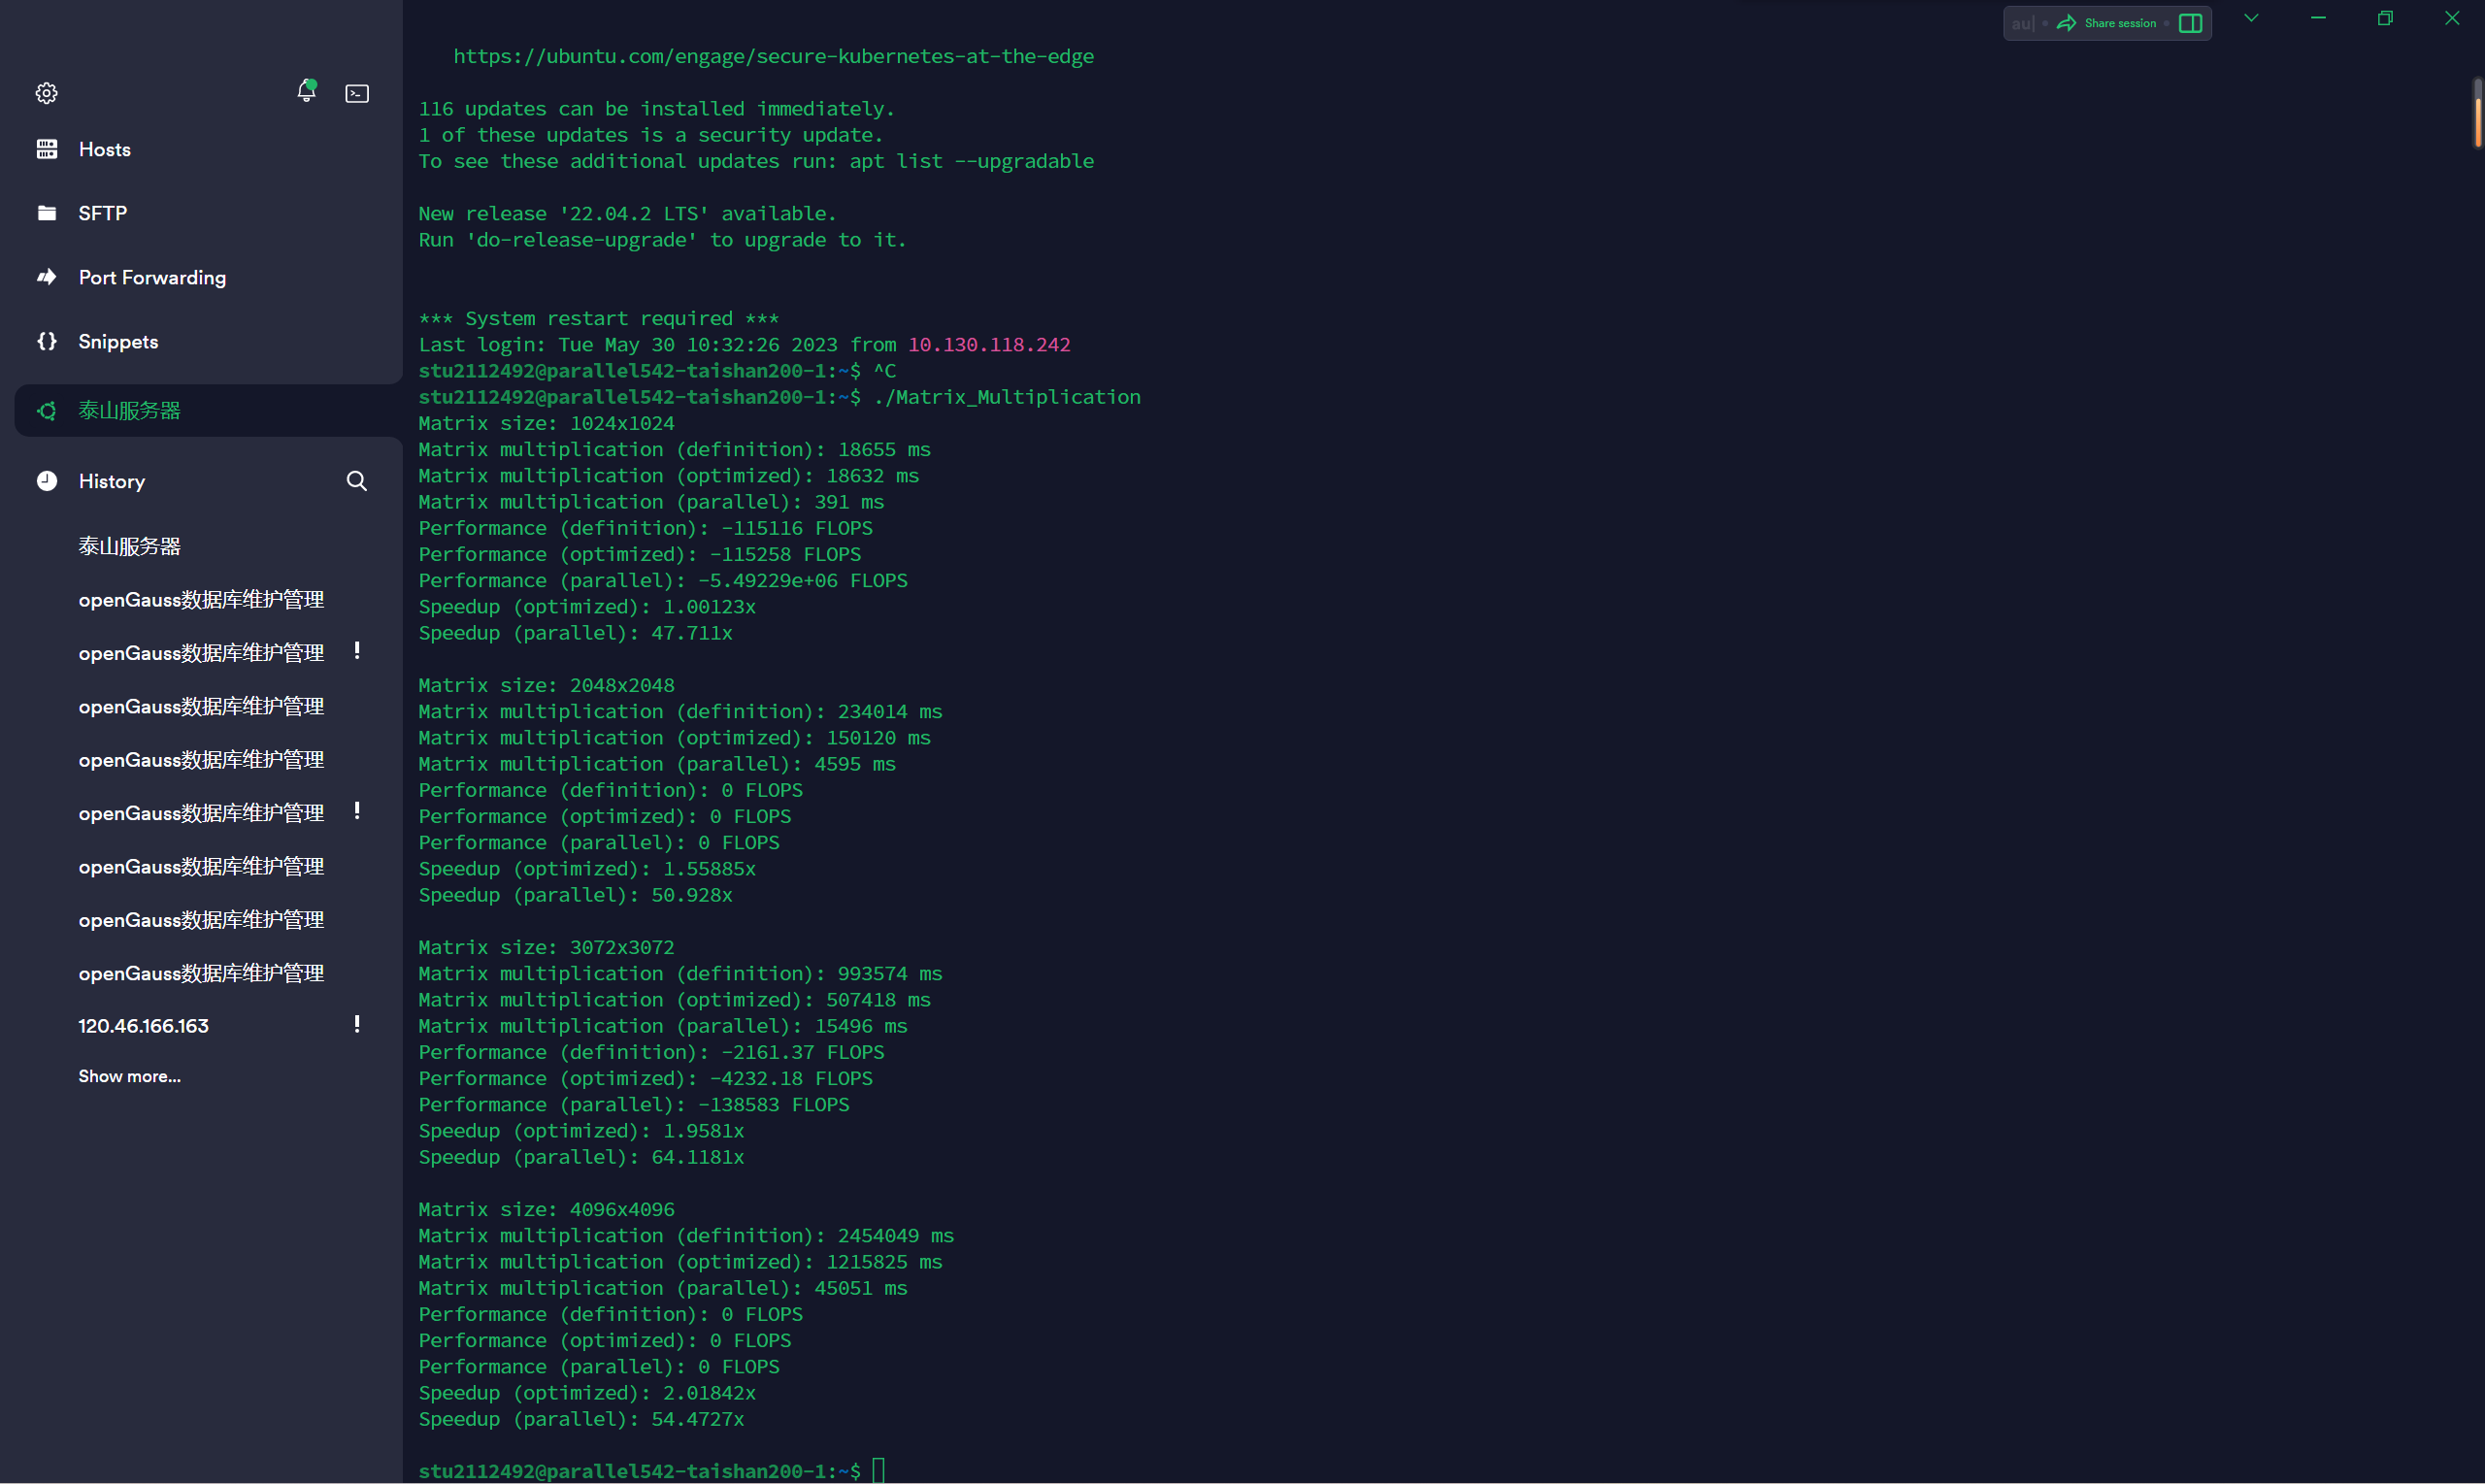 Hosts
SFTP
Port Forwarding
Snippets
泰山服务器
History
泰山服务器
openGauss数据库维护管理
openGauss数据库维护管理 !
openGauss数据库维护管理
openGauss数据库维护管理
openGauss数据库维护管理 !
openGauss数据库维护管理
openGauss数据库维护管理
openGauss数据库维护管理
120.46.166.163 !
Show more...
au| • Share session •
https://ubuntu.com/engage/secure-kubernetes-at-the-edge
116 updates can be installed immediately.
1 of these updates is a security update.
To see these additional updates run: apt list --upgradable
New release '22.04.2 LTS' available.
Run 'do-release-upgrade' to upgrade to it.
*** System restart required ***
Last login: Tue May 30 10:32:26 2023 from 10.130.118.242
stu2112492@parallel542-taishan200-1:~$ ^C
stu2112492@parallel542-taishan200-1:~$ ./Matrix_Multiplication
Matrix size: 1024x1024
Matrix multiplication (definition): 18655 ms
Matrix multiplication (optimized): 18632 ms
Matrix multiplication (parallel): 391 ms
Performance (definition): -115116 FLOPS
Performance (optimized): -115258 FLOPS
Performance (parallel): -5.49229e+06 FLOPS
Speedup (optimized): 1.00123x
Speedup (parallel): 47.711x
Matrix size: 2048x2048
Matrix multiplication (definition): 234014 ms
Matrix multiplication (optimized): 150120 ms
Matrix multiplication (parallel): 4595 ms
Performance (definition): 0 FLOPS
Performance (optimized): 0 FLOPS
Performance (parallel): 0 FLOPS
Speedup (optimized): 1.55885x
Speedup (parallel): 50.928x
Matrix size: 3072x3072
Matrix multiplication (definition): 993574 ms
Matrix multiplication (optimized): 507418 ms
Matrix multiplication (parallel): 15496 ms
Performance (definition): -2161.37 FLOPS
Performance (optimized): -4232.18 FLOPS
Performance (parallel): -138583 FLOPS
Speedup (optimized): 1.9581x
Speedup (parallel): 64.1181x
Matrix size: 4096x4096
Matrix multiplication (definition): 2454049 ms
Matrix multiplication (optimized): 1215825 ms
Matrix multiplication (parallel): 45051 ms
Performance (definition): 0 FLOPS
Performance (optimized): 0 FLOPS
Performance (parallel): 0 FLOPS
Speedup (optimized): 2.01842x
Speedup (parallel): 54.4727x
stu2112492@parallel542-taishan200-1:~$